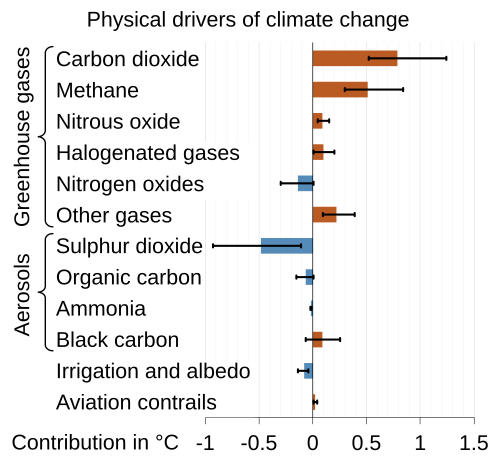 Physical drivers of climate change
Greenhouse gases
Carbon dioxide
Methane
Nitrous oxide
Halogenated gases
Nitrogen oxides
Other gases
Aerosols
Sulphur dioxide
Organic carbon
Ammonia
Black carbon
Irrigation and albedo
Aviation contrails
Contribution in °C -1 -0.5 0 0.5 1 1.5